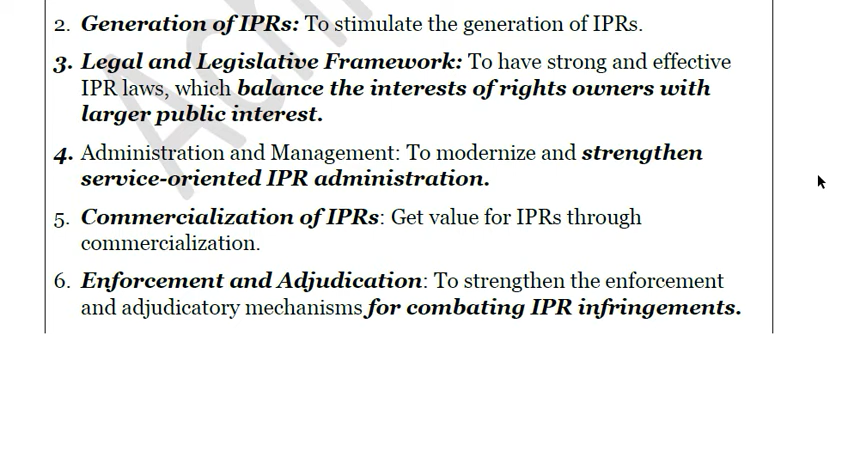 2. Generation of IPRs: To stimulate the generation of IPRs.
3. Legal and Legislative Framework: To have strong and effective
IPR laws, which balance the interests of rights owners with
larger public interest.
4. Administration and Management: To modernize and strengthen
service-oriented IPR administration.
5. Commercialization of IPRs: Get value for IPRs through
commercialization.
6. Enforcement and Adjudication: To strengthen the enforcement
and adjudicatory mechanisms for combating IPR infringements.